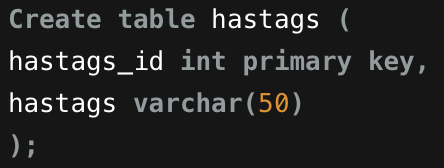 Create table hastags (
hastags_id int primary key,
hastags varchar(50)
);